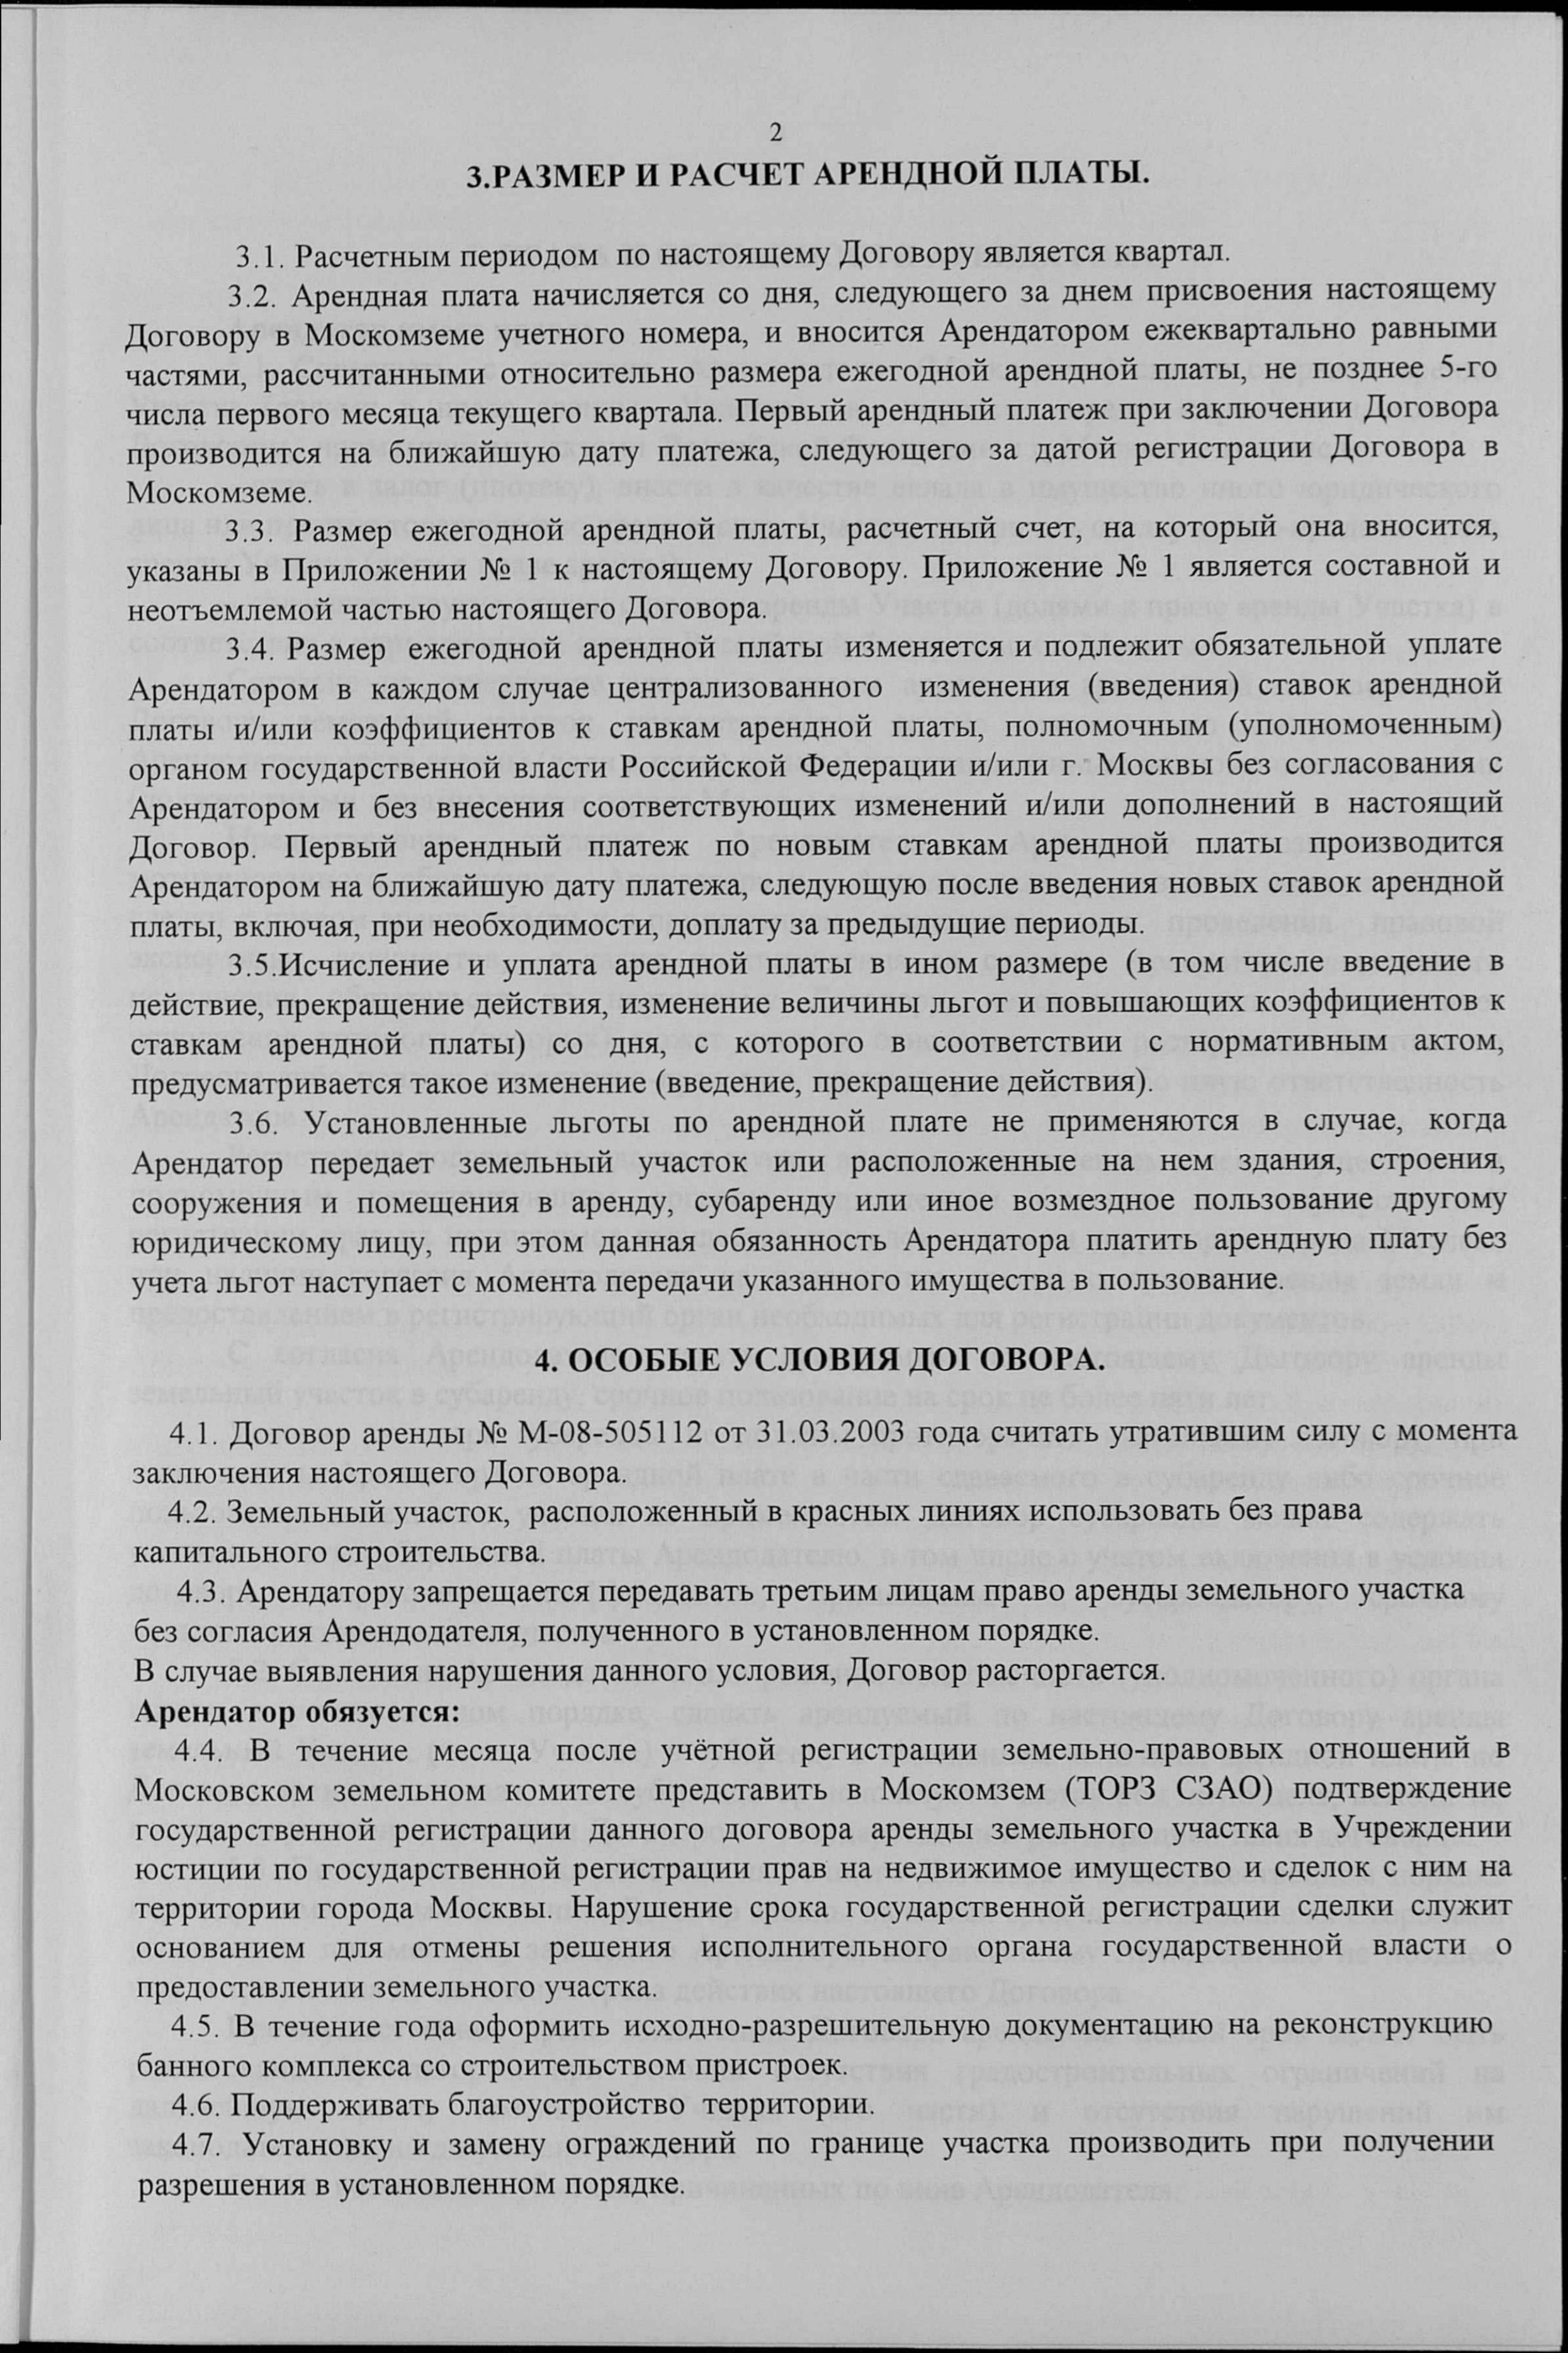 2
3.РАЗМЕР И РАСЧЕТ АРЕНДНОЙ ПЛАТЫ.
3.1. Расчетным периодом по настоящему Договору является квартал.
3.2. Арендная плата начисляется со дня, следующего за днем присвоения настоящему
Договору в Москомземе учетного номера, и вносится Арендатором ежеквартально равными
частями, рассчитанными относительно размера ежегодной арендной платы, не позднее 5-го
числа первого месяца текущего квартала. Первый арендный платеж при заключении Договора
производится на ближайшую дату платежа, следующего за датой регистрации Договора в
Москомземе.
3.3. Размер ежегодной арендной платы, расчетный счет, на который она вносится,
указаны в Приложении № 1 к настоящему Договору. Приложение № 1 является составной и
неотъемлемой частью настоящего Договора.
3.4. Размер ежегодной арендной платы изменяется и подлежит обязательной уплате
Арендатором в каждом случае централизованного изменения (введения) ставок арендной
платы и/или коэффициентов к ставкам арендной платы, полномочным (уполномоченным)
органом государственной власти Российской Федерации и/или г. Москвы без согласования с
Арендатором и без внесения соответствующих изменений и/или дополнений в настоящий
Договор. Первый арендный платеж по новым ставкам арендной платы производится
Арендатором на ближайшую дату платежа, следующую после введения новых ставок арендной
платы, включая, при необходимости, доплату за предыдущие периоды.
3.5.Исчисление и уплата арендной платы в ином размере (в том числе введение в
действие, прекращение действия, изменение величины льгот и повышающих коэффициентов к
ставкам арендной платы) со дня, с которого в соответствии с нормативным актом,
предусматривается такое изменение (введение, прекращение действия).
3.6. Установленные льготы по арендной плате не применяются в случае, когда
Арендатор передает земельный участок или расположенные на нем здания, строения,
сооружения и помещения в аренду, субаренду или иное возмездное пользование другому
юридическому лицу, при этом данная обязанность Арендатора платить арендную плату без
учета льгот наступает с момента передачи указанного имущества в пользование.
4. ОСОБЫЕ УСЛОВИЯ ДОГОВОРА.
4.1. Договор аренды № М-08-505112 от 31.03.2003 года считать утратившим силу с момента
заключения настоящего Договора.
4.2. Земельный участок, расположенный в красных линиях использовать без права
капитального строительства.
4.3. Арендатору запрещается передавать третьим лицам право аренды земельного участка
без согласия Арендодателя, полученного в установленном порядке.
В случае выявления нарушения данного условия, Договор расторгается.
Арендатор обязуется:
4.4. В течение месяца после учётной регистрации земельно-правовых отношений в
Московском земельном комитете представить в Москомзем (ТОРЗ СЗАО) подтверждение
государственной регистрации данного договора аренды земельного участка в Учреждении
юстиции по государственной регистрации прав на недвижимое имущество и сделок с ним на
территории города Москвы. Нарушение срока государственной регистрации сделки служит
основанием для отмены решения исполнительного органа государственной власти о
предоставлении земельного участка.
4.5. В течение года оформить исходно-разрешительную документацию на реконструкцию
банного комплекса со строительством пристроек.
4.6. Поддерживать благоустройство территории.
4.7. Установку и замену ограждений по границе участка производить при получении
разрешения в установленном порядке.